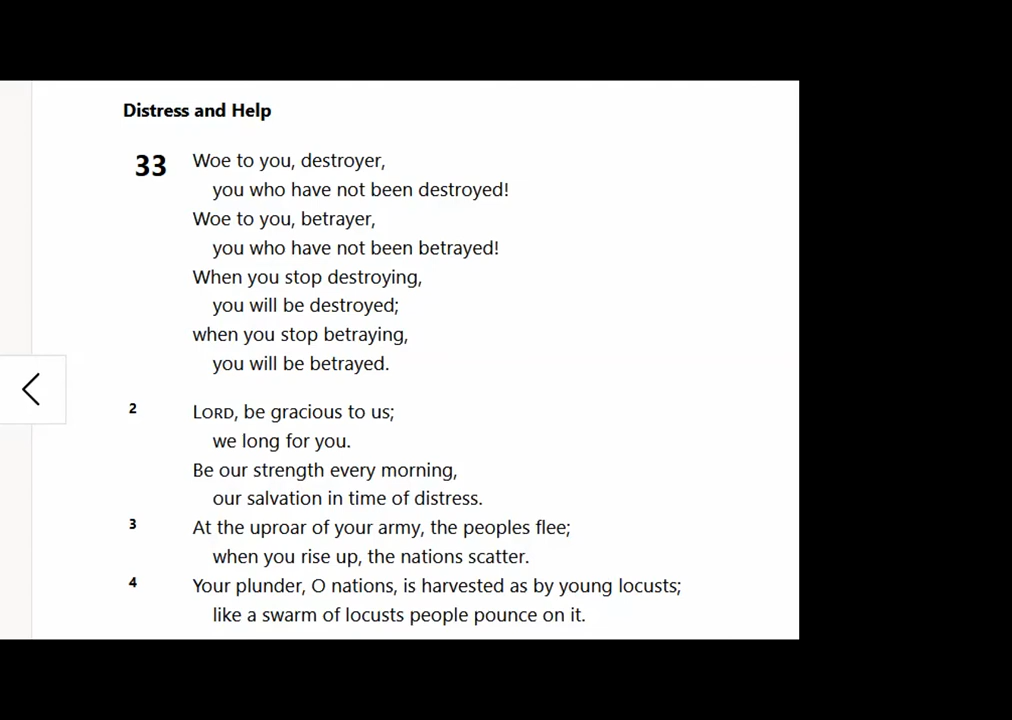 Distress and Help
33 Woe to you, destroyer,
you who have not been destroyed!
Woe to you, betrayer,
you who have not been betrayed!
When you stop destroying,
you will be destroyed;
when you stop betraying,
you will be betrayed.
2 LORD, be gracious to us;
we long for you.
Be our strength every morning,
our salvation in time of distress.
3 At the uproar of your army, the peoples flee;
when you rise up, the nations scatter.
4 Your plunder, O nations, is harvested as by young locusts;
like a swarm of locusts people pounce on it.